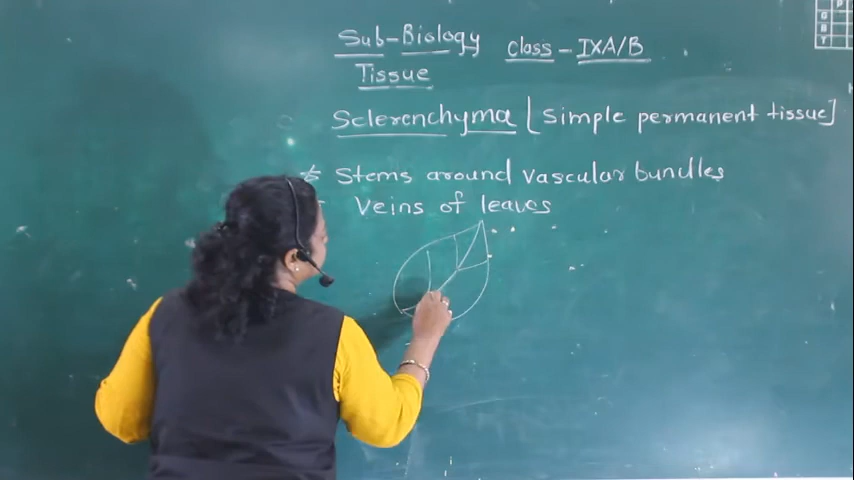 Sub-Biology Class - IXA/B
Tissue
Sclerenchyma [Simple permanent tissue]
* Stems around vascular bundles
Veins of leaves
G
B
Y